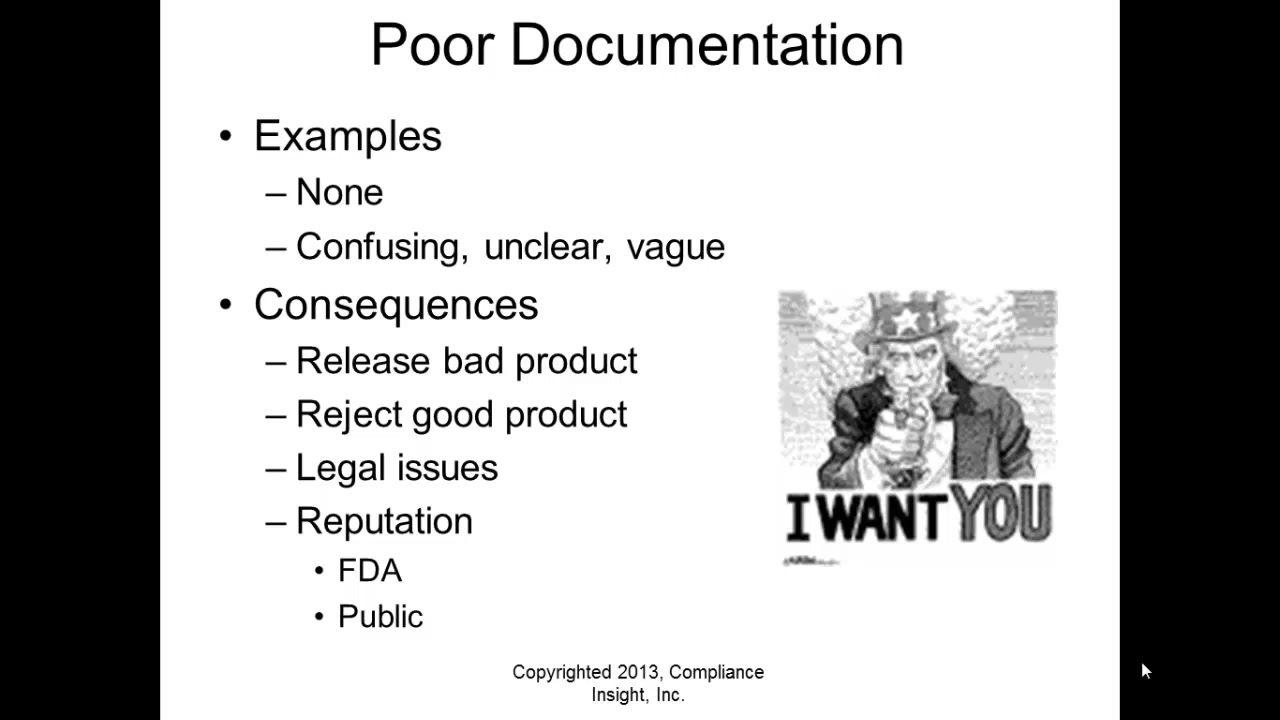 Poor Documentation
• Examples
– None
– Confusing, unclear, vague
• Consequences
– Release bad product
– Reject good product
– Legal issues
– Reputation
• FDA
• Public
I WANT YOU
Copyrighted 2013, Compliance
Insight, Inc.